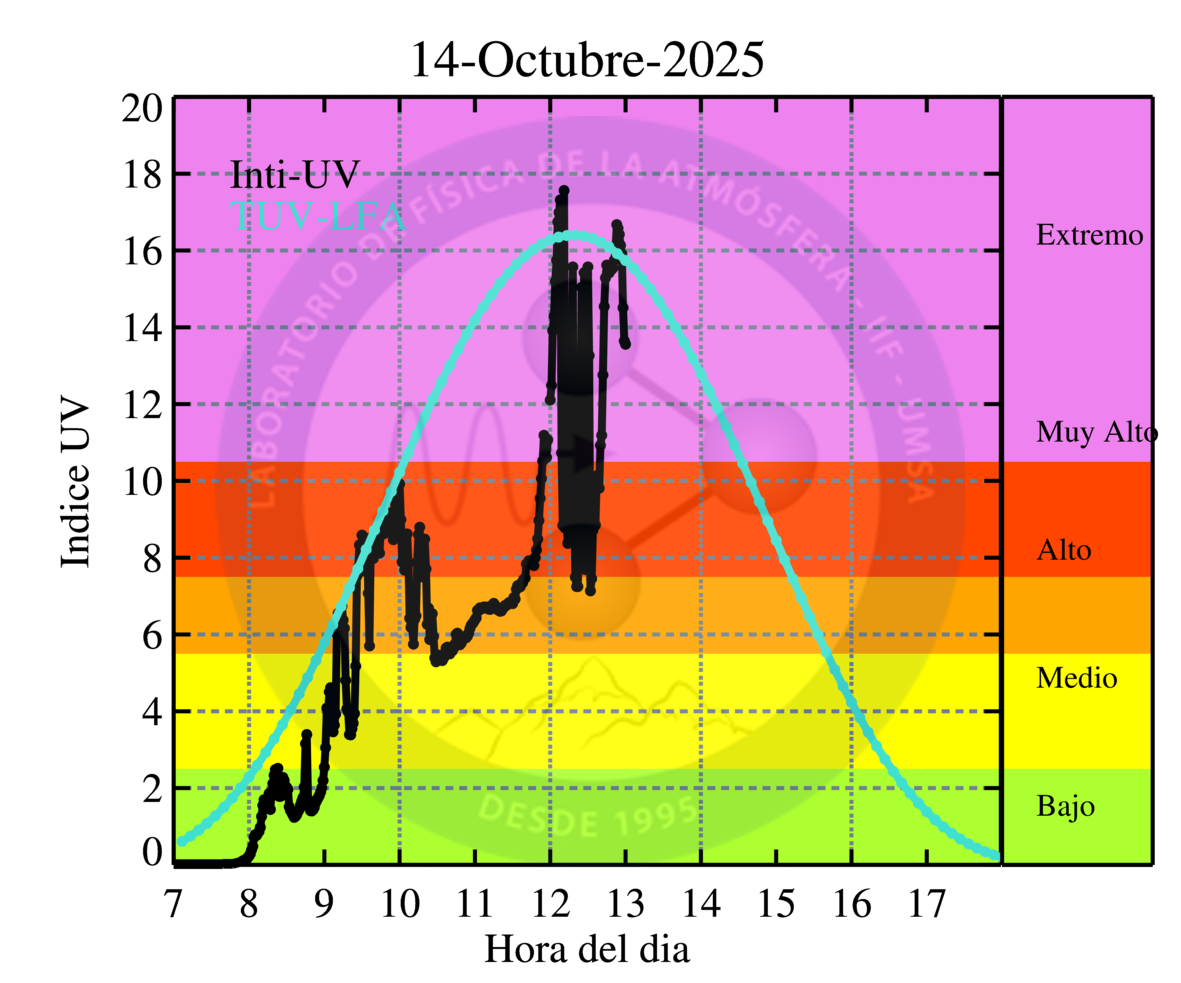 14-Octubre-2025
20
18
16
14
12
10
8
6
4
2
0
Indice UV
Inti-UV
TUV-LFA
LABORATORIO DE FÍSICA DE LA ATMÓSFERA - IIF - UMSA
DESDE 1995
Extremo
Muy Alto
Alto
Medio
Bajo
7 8 9 10 11 12 13 14 15 16 17
Hora del dia